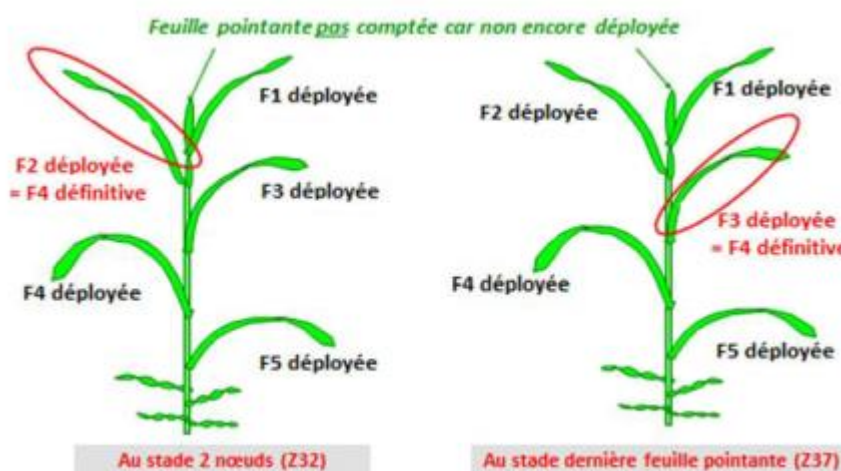 Feuille pointante pas comptée car non encore déployée
F1 déployée
F2 déployée
= F4 définitive
F3 déployée
F4 déployée
F5 déployée
Au stade 2 nœuds (Z32)
F1 déployée
F2 déployée
F3 déployée
= F4 définitive
F4 déployée
F5 déployée
Au stade dernière feuille pointante (Z37)